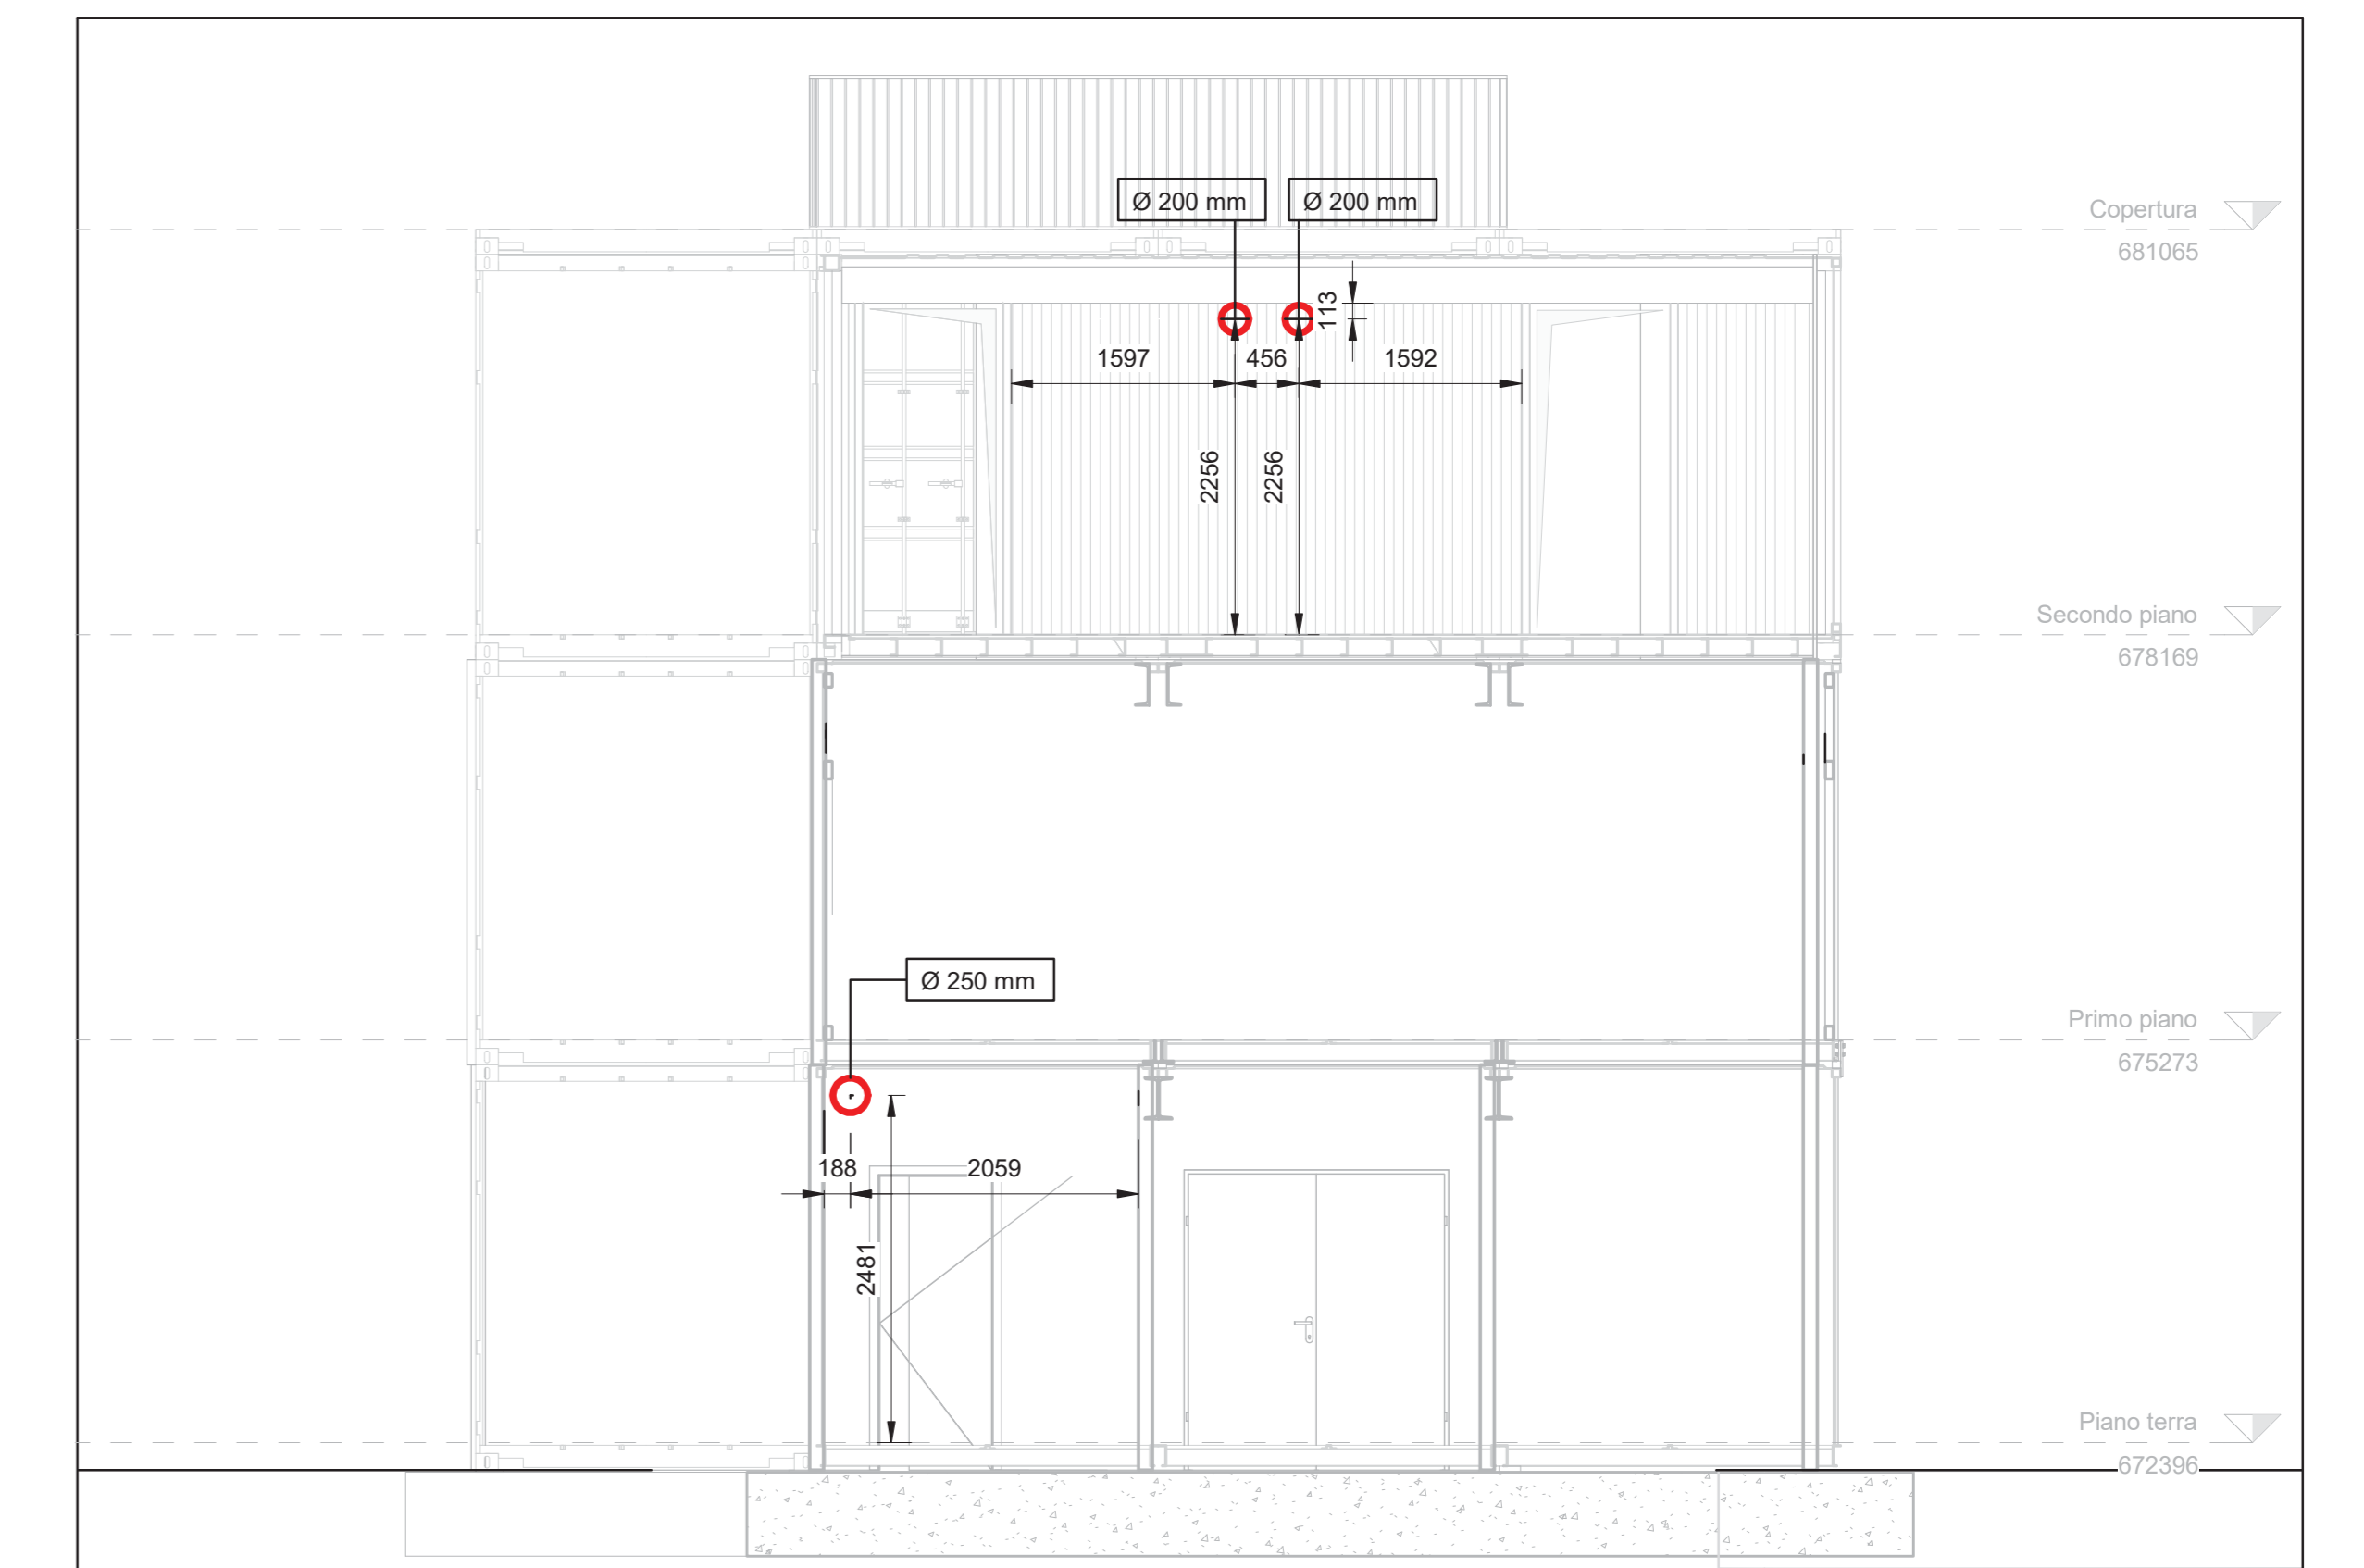 Ø 200 mm
Ø 200 mm
Copertura
681065
113
1597
456
1592
2256
2256
Secondo piano
678169
Ø 250 mm
Primo piano
675273
188
2059
2481
Piano terra
672396